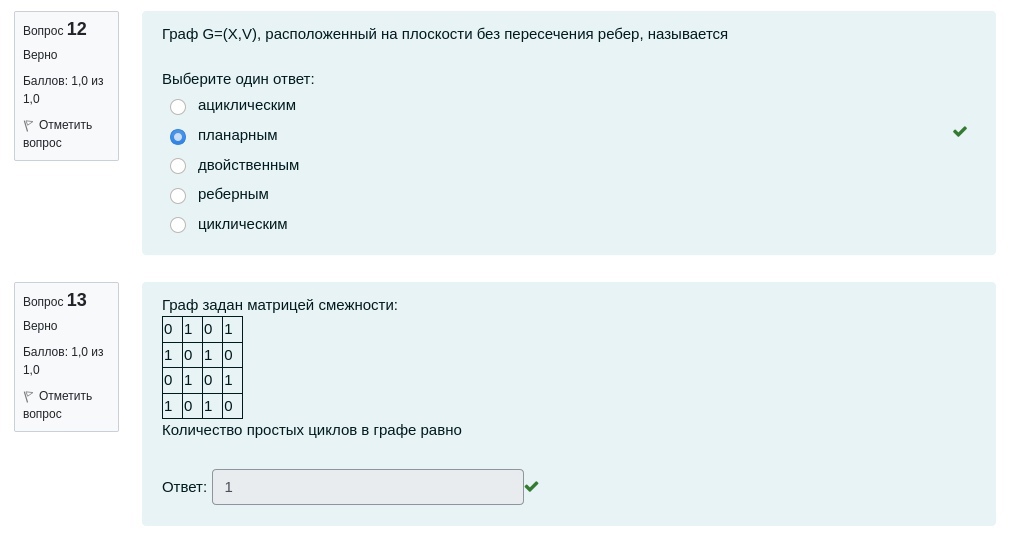 Вопрос 12
Верно
Баллов: 1,0 из
1,0
Отметить
вопрос
Граф G=(X,V), расположенный на плоскости без пересечения ребер, называется
Выберите один ответ:
ациклическим
планарным
двойственным
реберным
циклическим
Вопрос 13
Верно
Баллов: 1,0 из
1,0
Отметить
вопрос
Граф задан матрицей смежности:
0 1 0 1
1 0 1 0
0 1 0 1
1 0 1 0
Количество простых циклов в графе равно
Ответ: 1